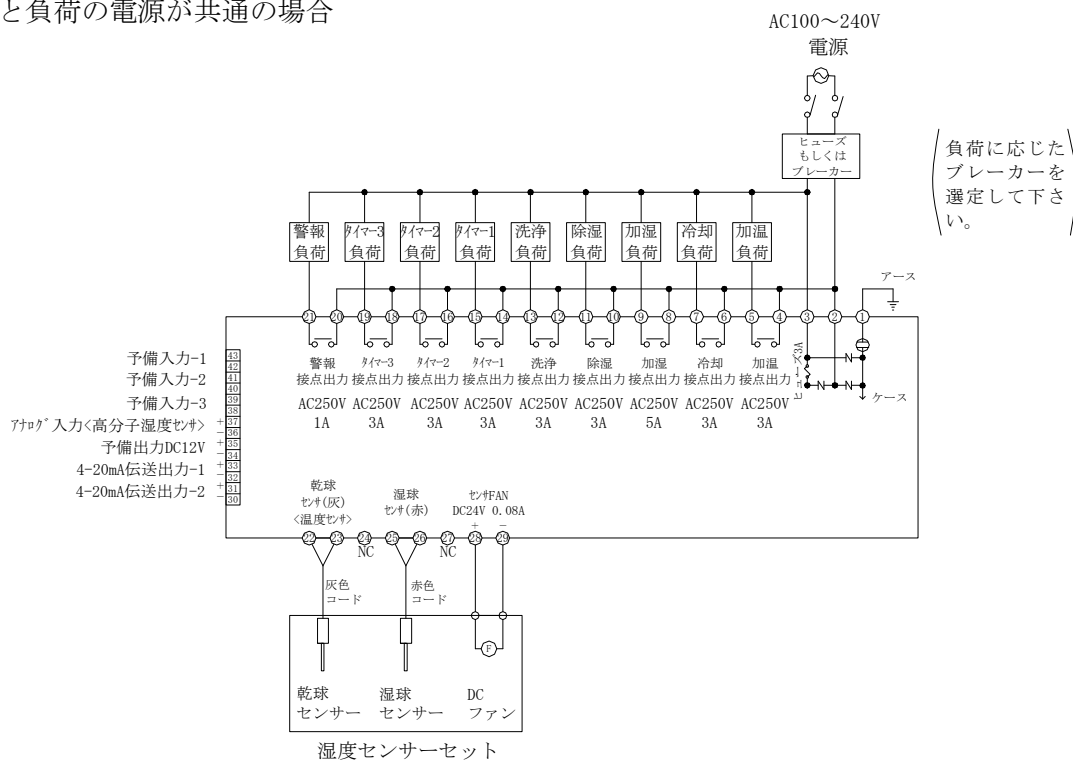 と負荷の電源が共通の場合
AC100～240V
電源
ヒューズ
もしくは
ブレーカー
負荷に応じた
ブレーカーを
選定して下さ
い。
警報
負荷
ﾀｲﾏｰ3
負荷
ﾀｲﾏｰ2
負荷
ﾀｲﾏｰ1
負荷
洗浄
負荷
除湿
負荷
加湿
負荷
冷却
負荷
加温
負荷
アース
21 20 19 18 17 16 15 14 13 12 11 10 9 8 7 6 5 4 3 2 1
警報 ﾀｲﾏｰ3 ﾀｲﾏｰ2 ﾀｲﾏｰ1 洗浄 除湿 加湿 冷却 加温
接点出力 接点出力 接点出力 接点出力 接点出力 接点出力 接点出力 接点出力 接点出力
AC250V AC250V AC250V AC250V AC250V AC250V AC250V AC250V AC250V
1A 3A 3A 3A 3A 3A 5A 3A 3A
ヒューズ3A
N
N N
ケース
予備入力-1
予備入力-2
予備入力-3
ｱﾅﾛｸﾞ入力<高分子湿度ｾﾝｻ> +
−
予備出力DC12V +
−
4-20mA伝送出力-1 +
−
4-20mA伝送出力-2 +
−
43
42
41
40
39
38
37
36
35
34
33
32
31
30
乾球
ｾﾝｻ(灰)
<温度ｾﾝｻ>
湿球
ｾﾝｻ(赤)
ｾﾝｻFAN
DC24V 0.08A
+ −
22 23 24 25 26 27 28 29
NC NC
灰色
コード
赤色
コード
F
乾球
センサー
湿球
センサー
DC
ファン
湿度センサーセット